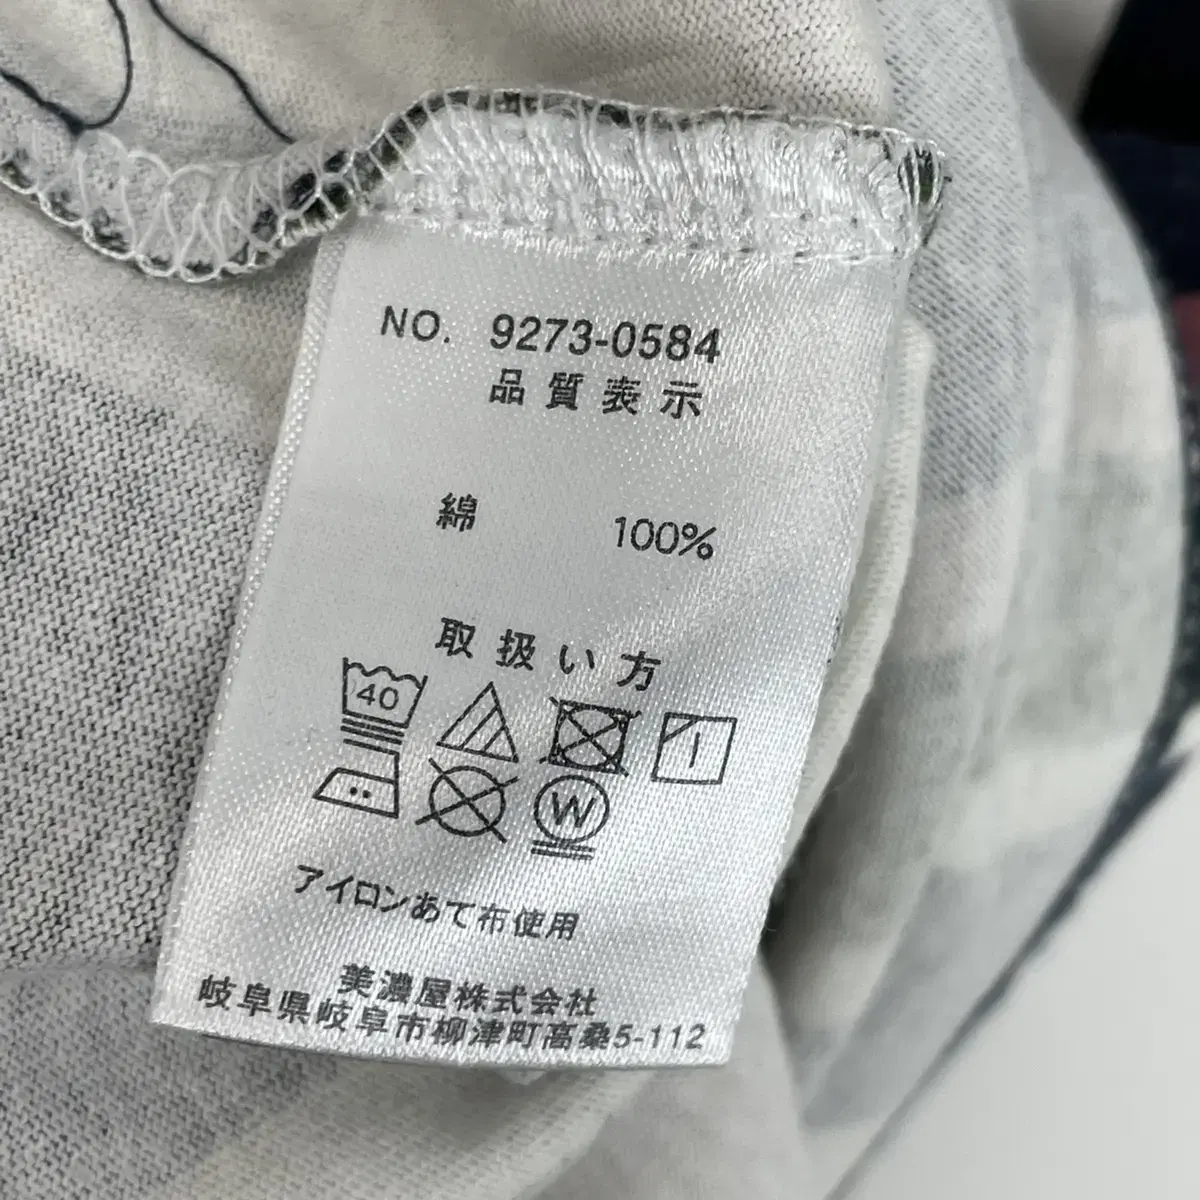 NO. 9273-0584
品質表示
綿 100%
取扱い方
40
W
アイロンあて布使用
美濃屋株式会社
岐阜県岐阜市柳津町高桑5-112